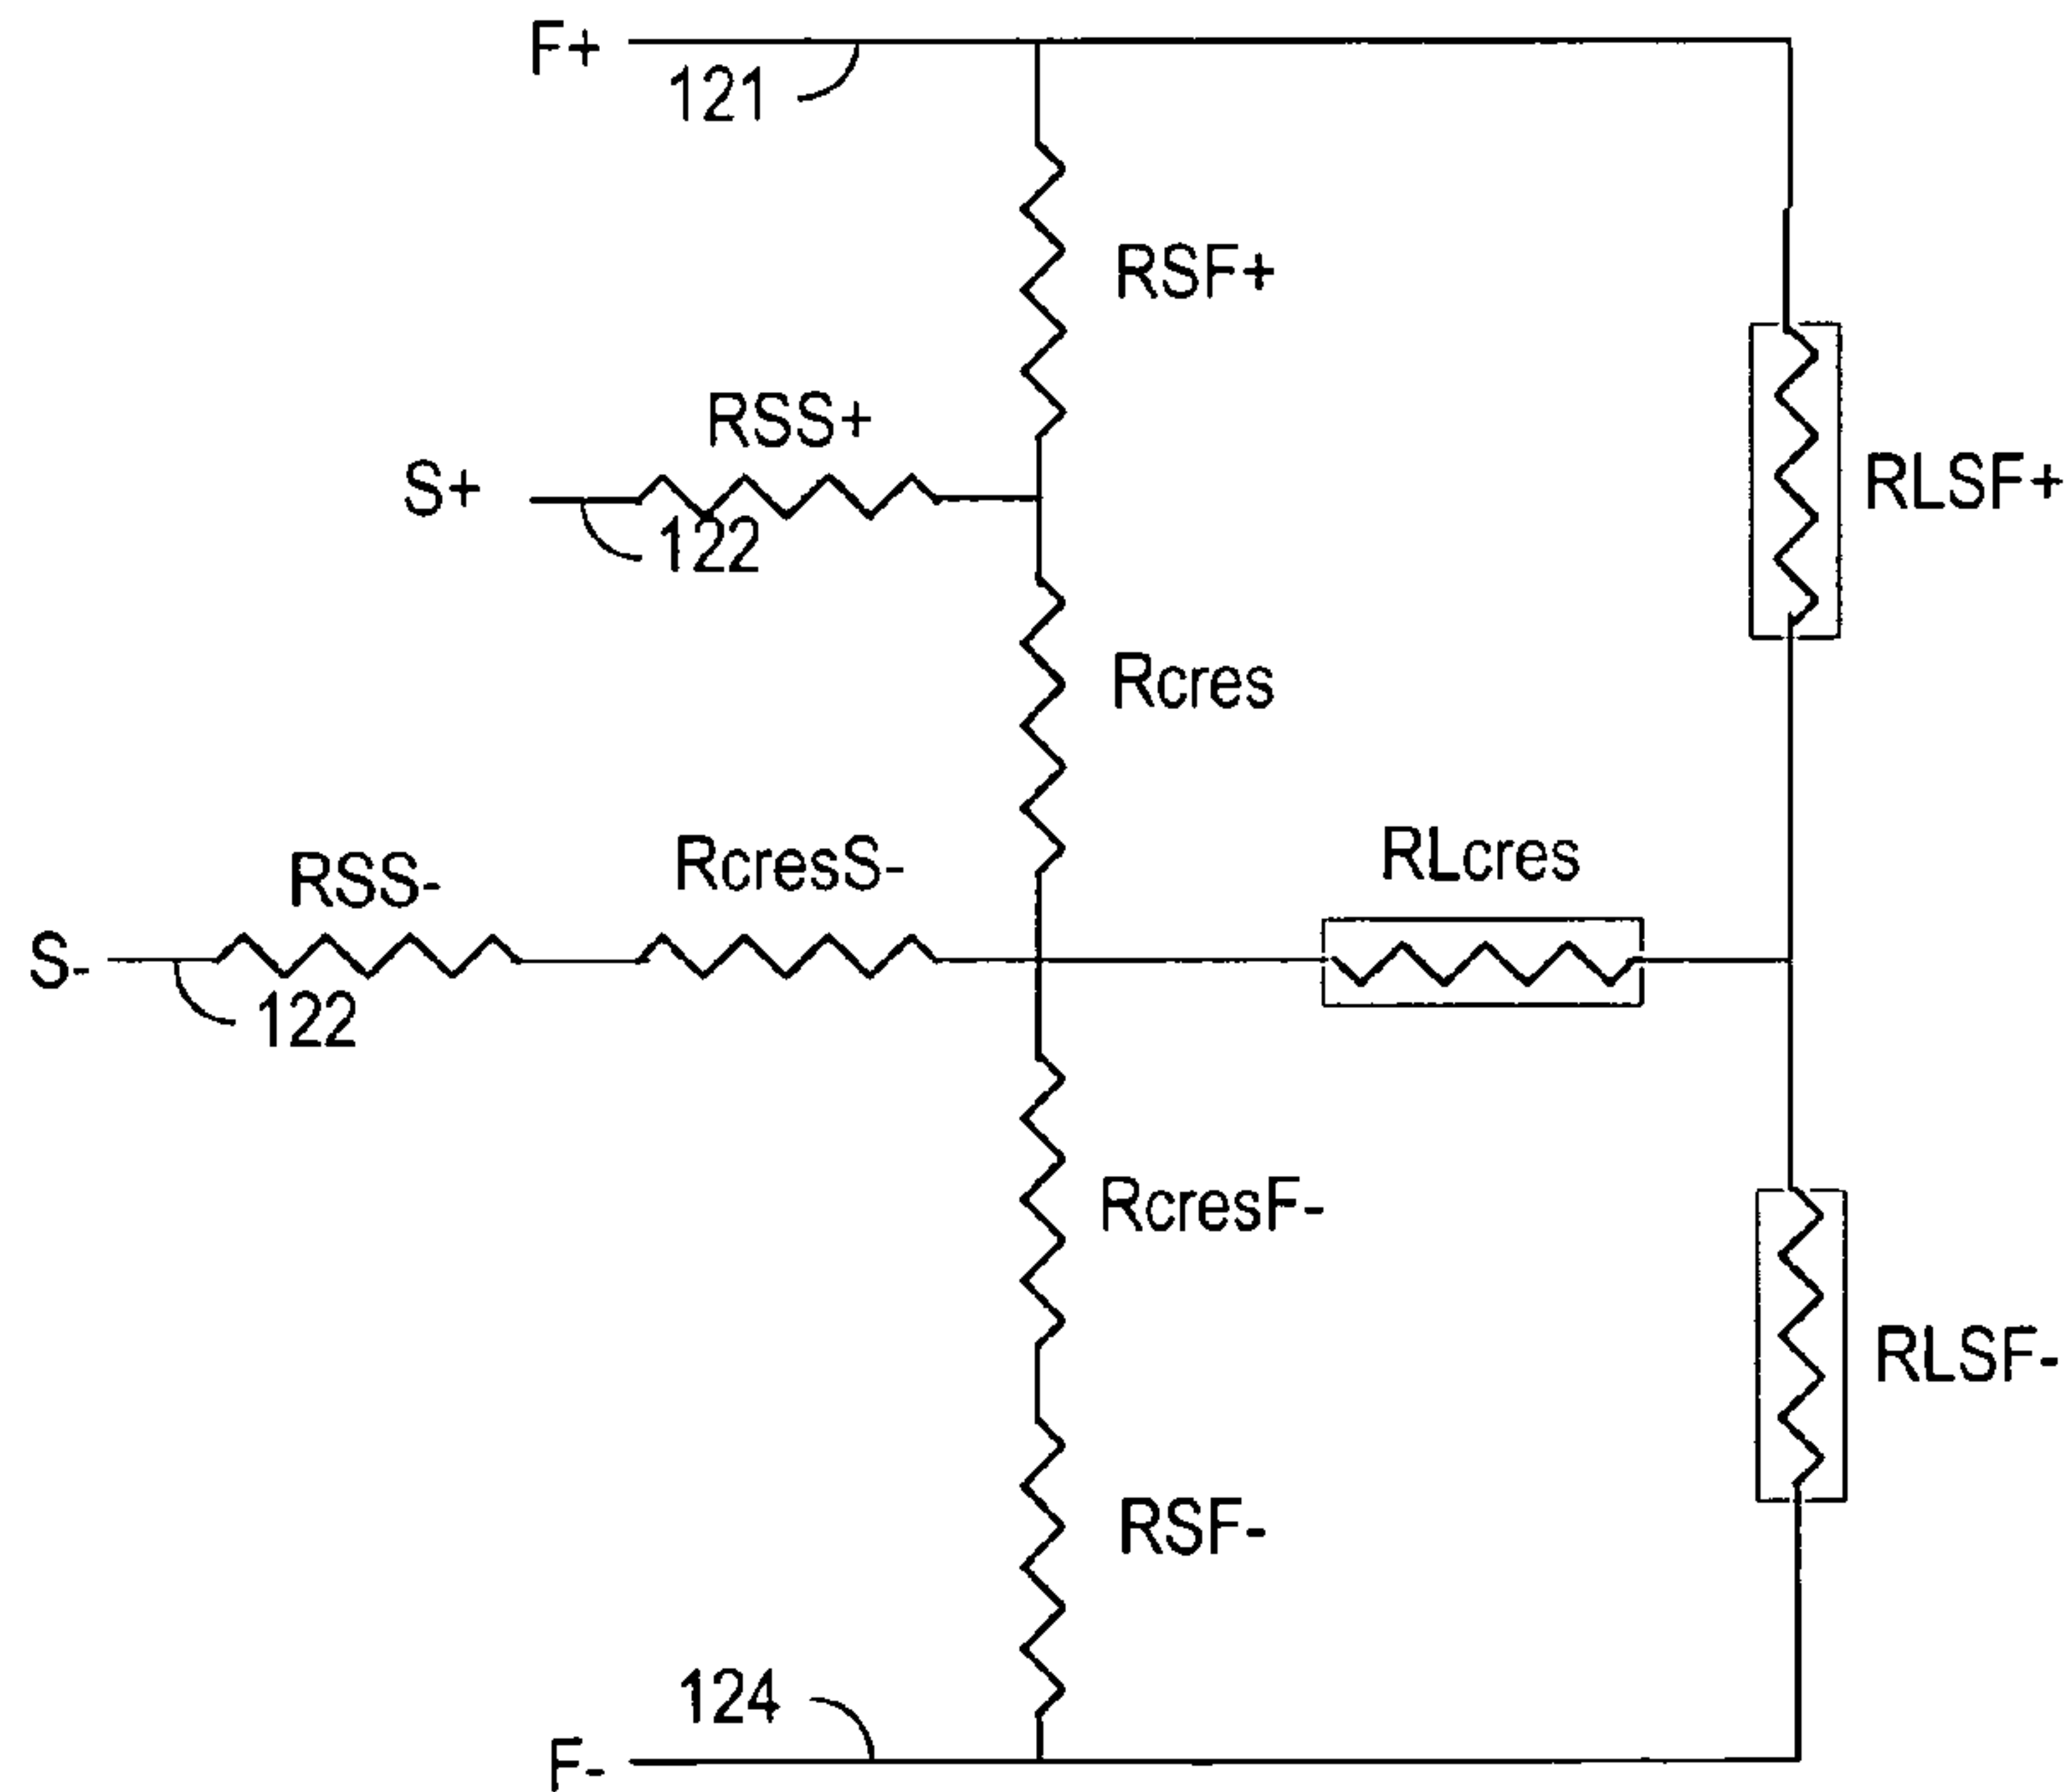 F+
121
RSF+
RSS+
S+
122
RLSF+
Rcres
RLcres
RcresS-
RSS-
S-
122
RcresF-
RLSF-
RSF-
124
F-